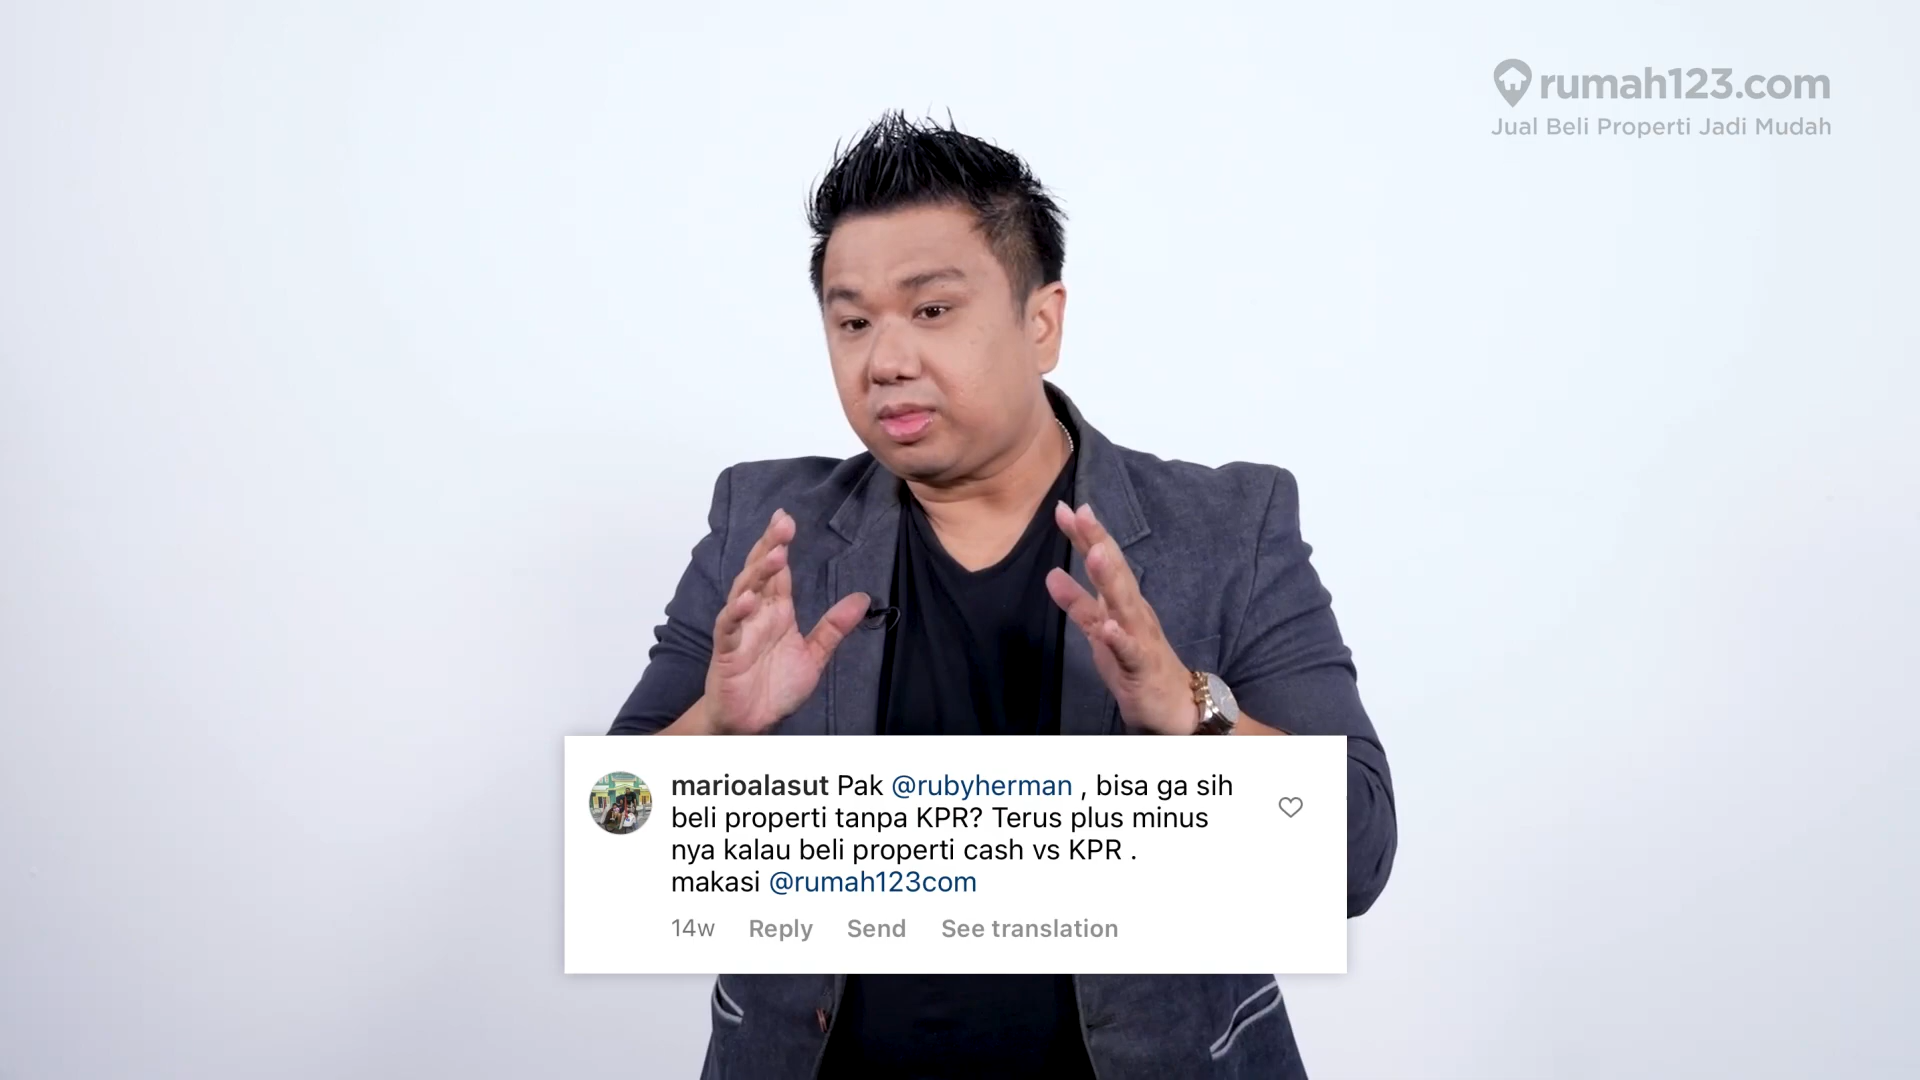 rumah123.com
Jual Beli Properti Jadi Mudah
marioalasut Pak @rubyherman , bisa ga sih
beli properti tanpa KPR? Terus plus minus
nya kalau beli properti cash vs KPR .
makasi @rumah123com
14w Reply Send See translation